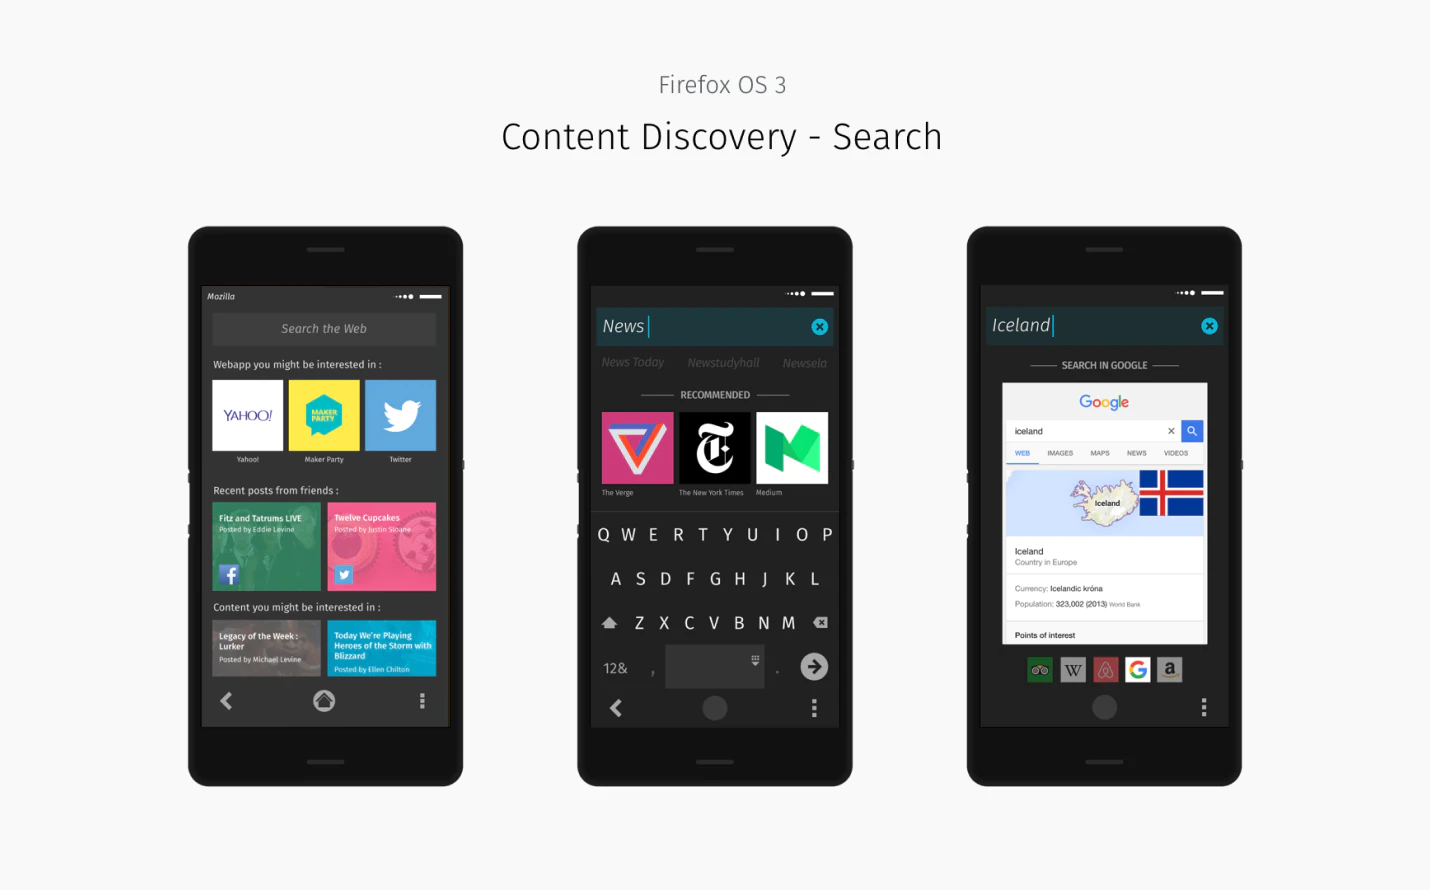 Firefox OS 3
Content Discovery - Search
Mozilla
Search the Web
Webapp you might be interested in :
YAHOO!
MAKER
PARTY
Yahoo!
Maker Party
Twitter
Recent posts from friends :
Fitz and Tatrums LIVE
Posted by Eddie Levine
Twelve Cupcakes
Posted by Justin Sloane
Content you might be interested in :
Legacy of the Week :
Lurker
Posted by Michael Levine
Today We're Playing
Heroes of the Storm with
Blizzard
Posted by Ellen Chilton
News
News Today Newstudyhall Newsela
RECOMMENDED
The Verge
The New York Times
Medium
Q W E R T Y U I O P
A S D F G H J K L
Z X C V B N M
12& , .
Iceland
SEARCH IN GOOGLE
Google
iceland
WEB IMAGES MAPS NEWS VIDEOS
Iceland
Iceland
Country in Europe
Currency: Icelandic króna
Population: 323,002 (2013) World Bank
Points of interest